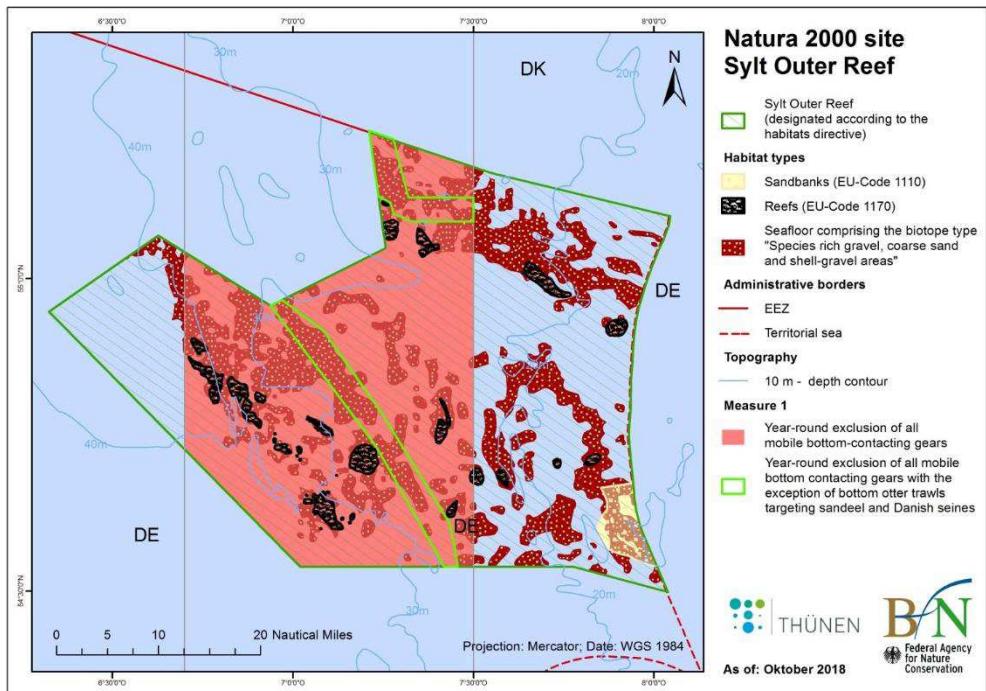 6°30'0"O
7°0'0"O
7°30'0"O
8°0'0"O
30m
DK
20m
N
40m
30m
55°0'0"N
DE
40m
DE
DE
20m
30m
54°30'0"N
0 5 10 20 Nautical Miles
Projection: Mercator; Date: WGS 1984
6°30'0"O
7°0'0"O
7°30'0"O
8°0'0"O
Natura 2000 site
Sylt Outer Reef
Sylt Outer Reef
(designated according to the
habitats directive)
Habitat types
Sandbanks (EU-Code 1110)
Reefs (EU-Code 1170)
Seafloor comprising the biotope type
"Species rich gravel, coarse sand
and shell-gravel areas"
Administrative borders
EEZ
Territorial sea
Topography
10 m - depth contour
Measure 1
Year-round exclusion of all
mobile bottom-contacting gears
Year-round exclusion of all mobile
bottom contacting gears with the
exception of bottom otter trawls
targeting sandeel and Danish seines
THÜNEN
BfN
Federal Agency
for Nature
Conservation
As of: Oktober 2018